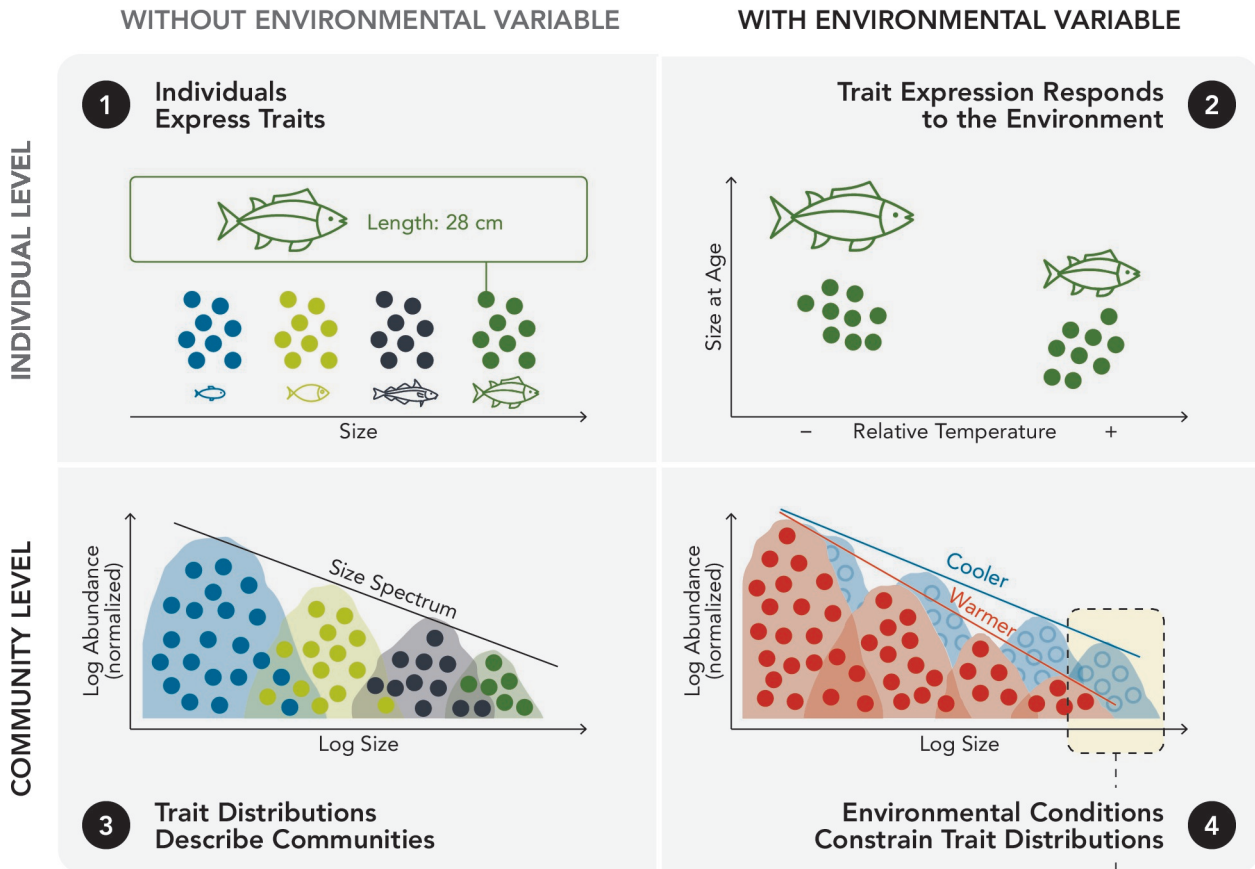 WITHOUT ENVIRONMENTAL VARIABLE
WITH ENVIRONMENTAL VARIABLE
INDIVIDUAL LEVEL
1
Individuals
Express Traits
Length: 28 cm
Size
Trait Expression Responds
to the Environment
2
Size at Age
− Relative Temperature +
COMMUNITY LEVEL
Log Abundance
(normalized)
Size Spectrum
Log Size
3
Trait Distributions
Describe Communities
Log Abundance
(normalized)
Cooler
Warmer
Log Size
Environmental Conditions
Constrain Trait Distributions
4